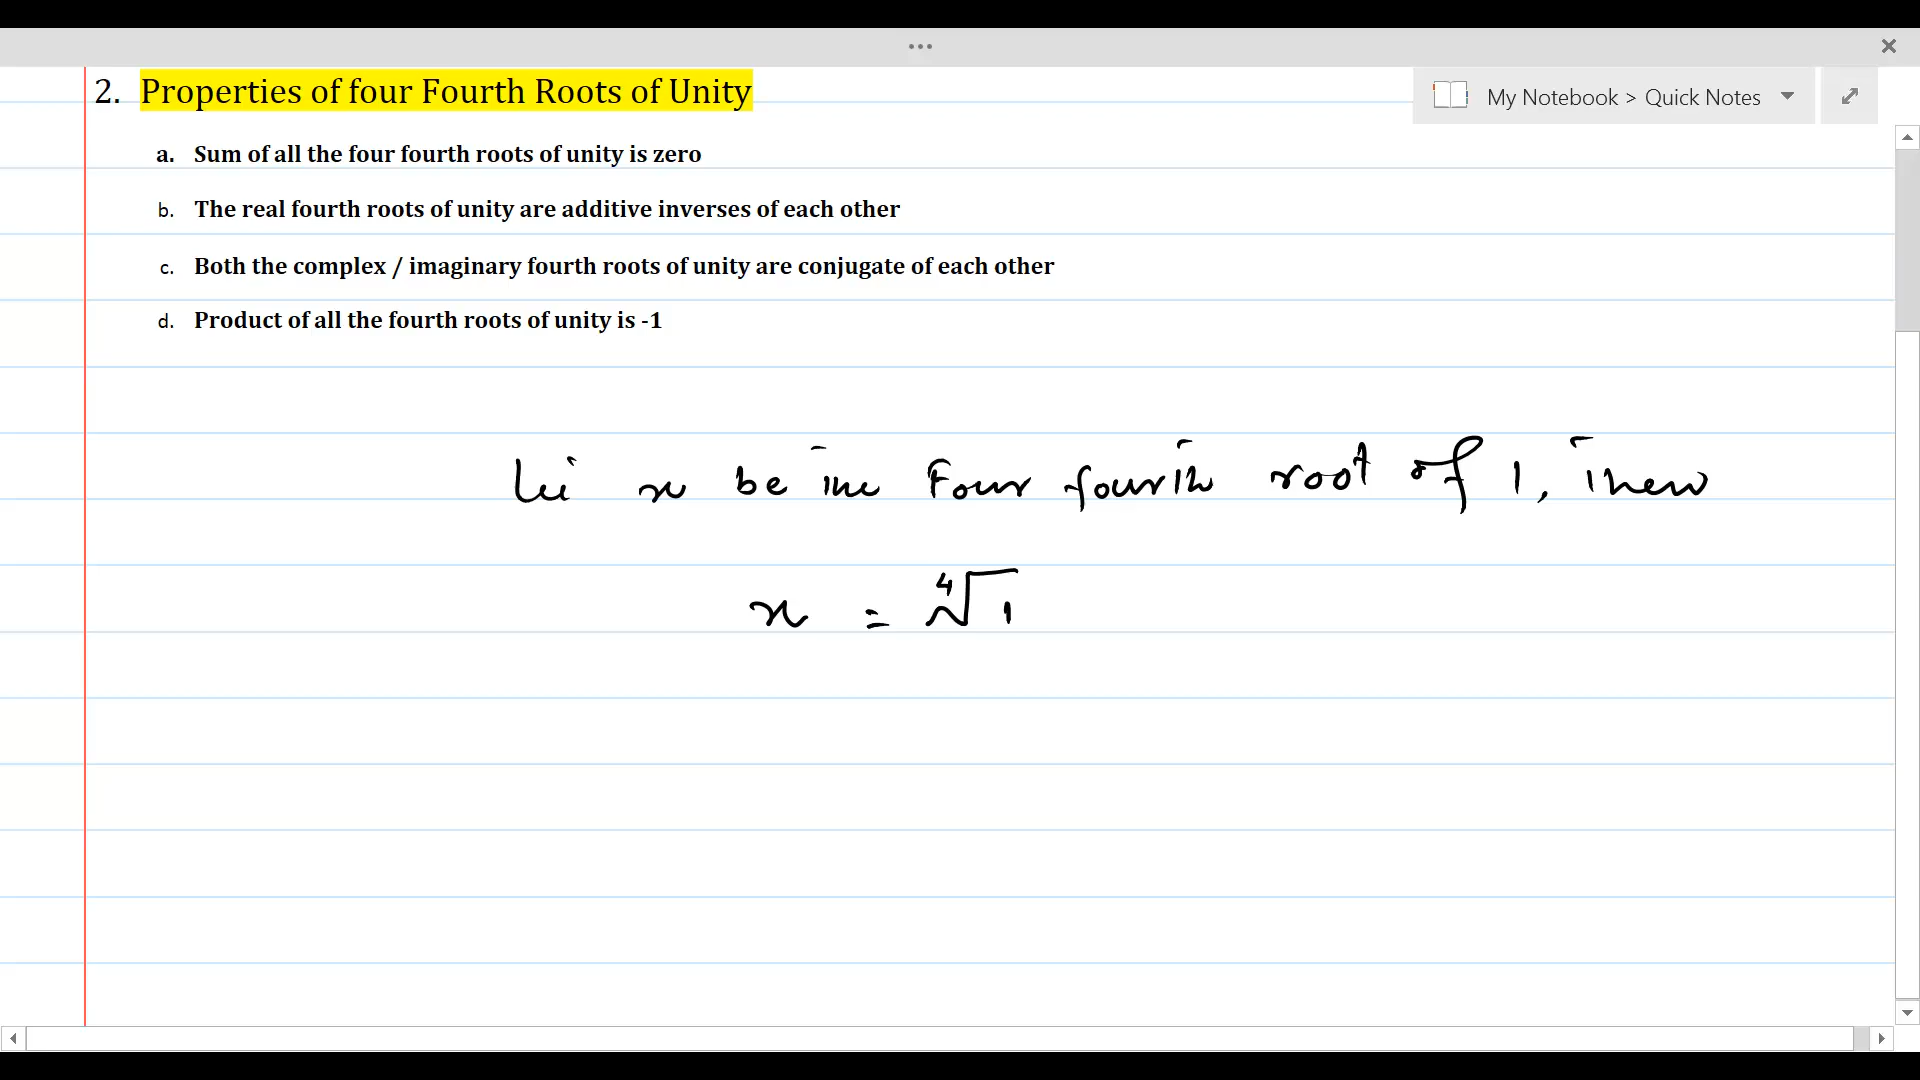 2. Properties of four Fourth Roots of Unity
My Notebook > Quick Notes
a. Sum of all the four fourth roots of unity is zero
b. The real fourth roots of unity are additive inverses of each other
c. Both the complex / imaginary fourth roots of unity are conjugate of each other
d. Product of all the fourth roots of unity is -1
Let x be the Four fourth root of 1, then
x = ∜1